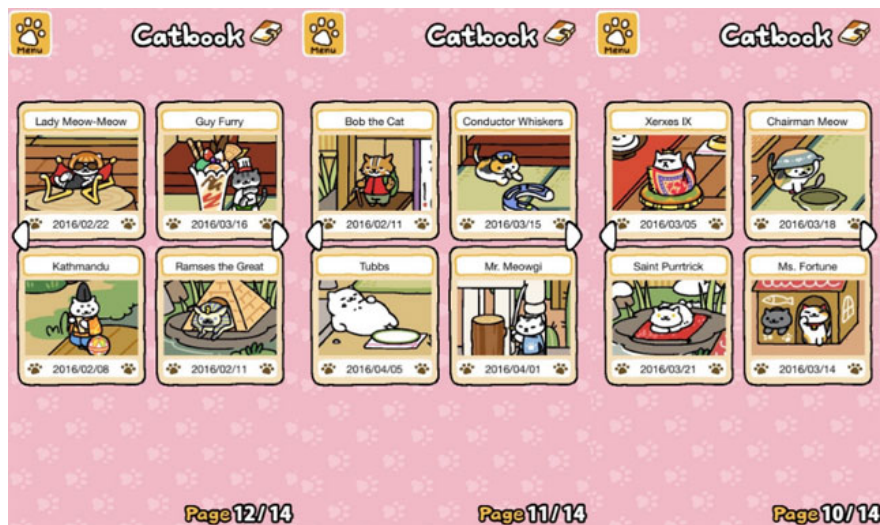 Menu
Catbook
Lady Meow-Meow
Guy Furry
2016/02/22
2016/03/16
Kathmandu
Ramses the Great
2016/02/08
2016/02/11
Page 12/14
Menu
Catbook
Bob the Cat
Conductor Whiskers
2016/02/11
2016/03/15
Tubbs
Mr. Meowgi
2016/04/05
2016/04/01
Page 11/14
Menu
Catbook
Xerxes IX
Chairman Meow
2016/03/05
2016/03/18
Saint Purrtrick
Ms. Fortune
2016/03/21
2016/03/14
Page 10/14